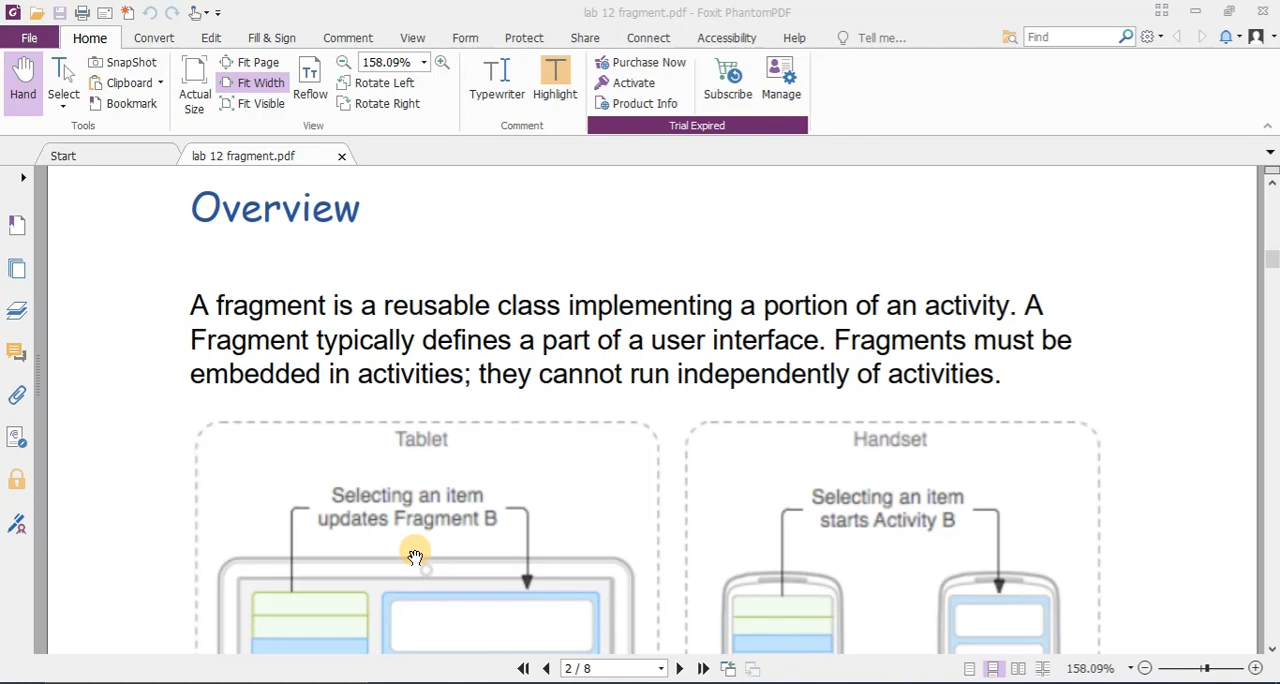 lab 12 fragment.pdf - Foxit PhantomPDF
File Home Convert Edit Fill & Sign Comment View Form Protect Share Connect Accessibility Help Tell me... Find
Hand
Select
SnapShot
Clipboard
Bookmark
Tools
Actual Size
Fit Page
Fit Width
Fit Visible
Reflow
158.09%
Rotate Left
Rotate Right
View
Typewriter
Highlight
Comment
Purchase Now
Activate
Product Info
Subscribe
Manage
Trial Expired
Start
lab 12 fragment.pdf
Overview
A fragment is a reusable class implementing a portion of an activity. A
Fragment typically defines a part of a user interface. Fragments must be
embedded in activities; they cannot run independently of activities.
Tablet
Selecting an item
updates Fragment B
Handset
Selecting an item
starts Activity B
2 / 8
158.09%